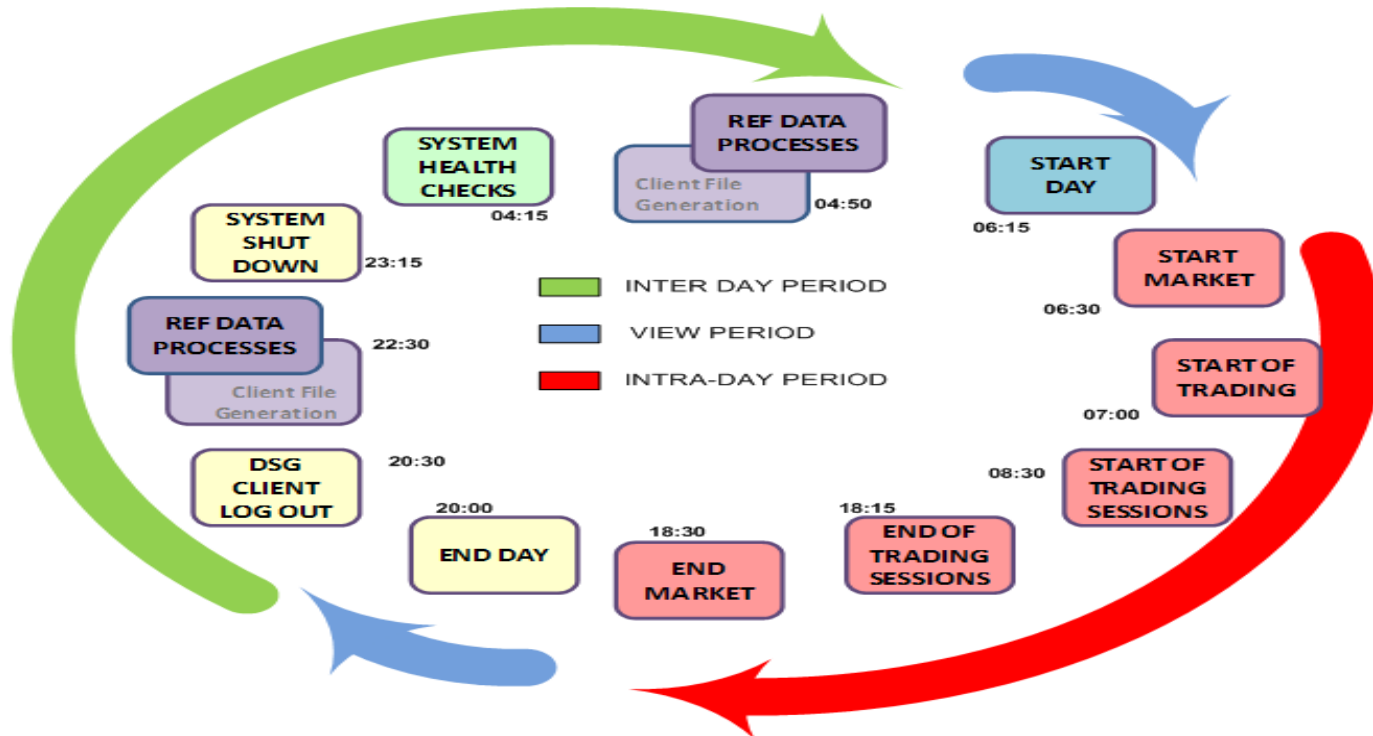 SYSTEM
HEALTH
CHECKS
04:15
REF DATA
PROCESSES
Client File
Generation
04:50
START
DAY
06:15
START
MARKET
06:30
START OF
TRADING
07:00
START OF
TRADING
SESSIONS
08:30
18:15
END OF
TRADING
SESSIONS
18:30
END
MARKET
20:00
END DAY
20:30
DSG
CLIENT
LOG OUT
REF DATA
PROCESSES
22:30
Client File
Generation
SYSTEM
SHUT
DOWN
23:15
INTER DAY PERIOD
VIEW PERIOD
INTRA-DAY PERIOD